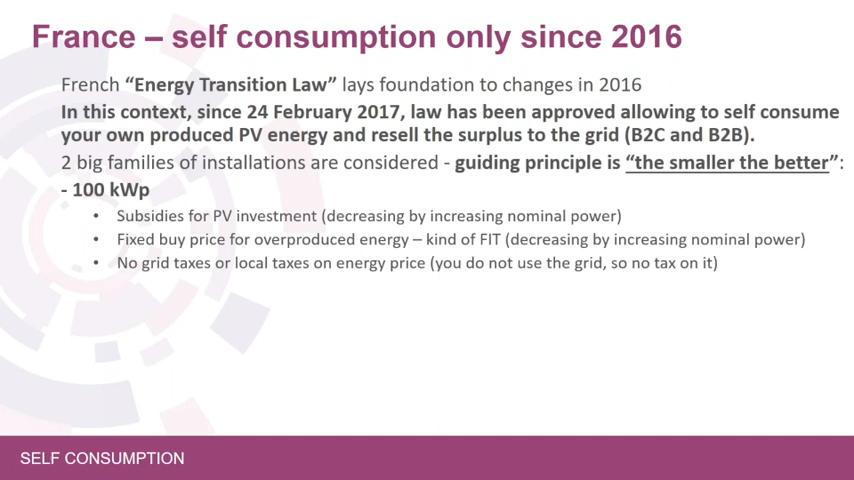 France – self consumption only since 2016
French “Energy Transition Law” lays foundation to changes in 2016
In this context, since 24 February 2017, law has been approved allowing to self consume
your own produced PV energy and resell the surplus to the grid (B2C and B2B).
2 big families of installations are considered - guiding principle is “the smaller the better”:
- 100 kWp
• Subsidies for PV investment (decreasing by increasing nominal power)
• Fixed buy price for overproduced energy – kind of FIT (decreasing by increasing nominal power)
• No grid taxes or local taxes on energy price (you do not use the grid, so no tax on it)
SELF CONSUMPTION